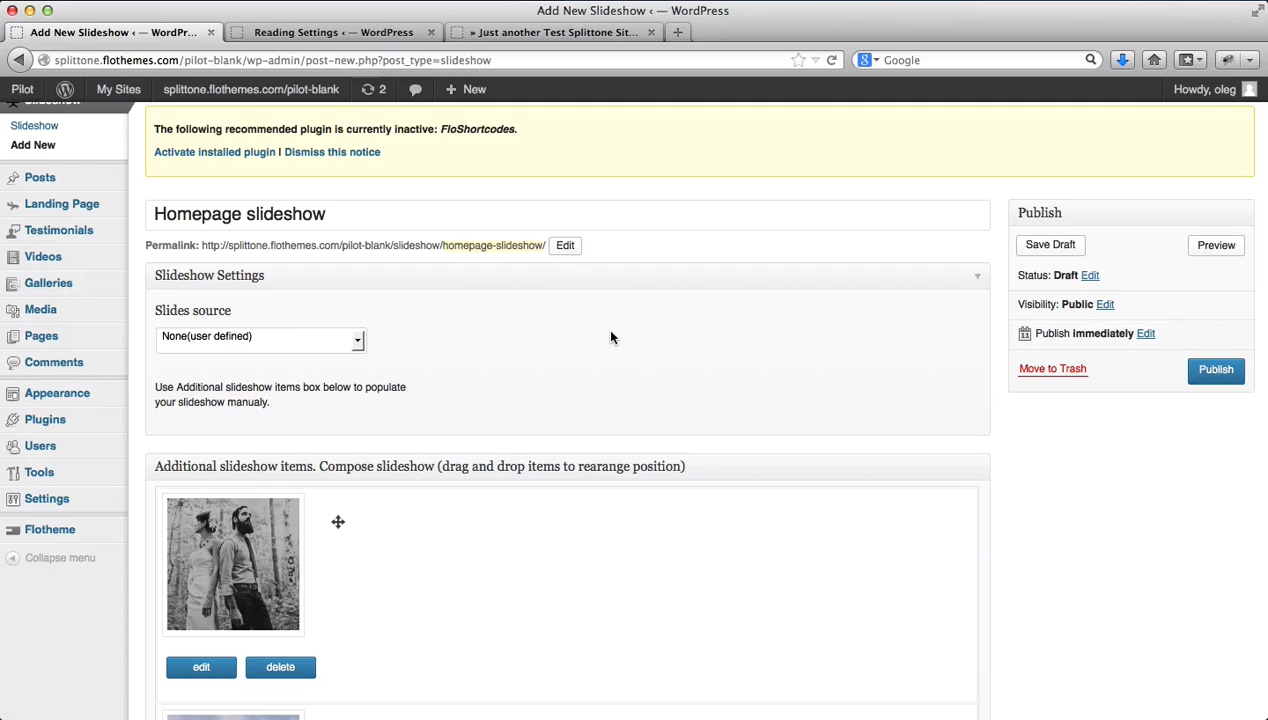 Add New Slideshow ‹ — WordPress
Add New Slideshow ‹ — WordPr...
Reading Settings ‹ — WordPress
» Just another Test Splittone Sit...
splittone.flothemes.com/pilot-blank/wp-admin/post-new.php?post_type=slideshow
Google
Pilot
My Sites
splittone.flothemes.com/pilot-blank
2
New
Howdy, oleg
Slideshow
Slideshow
Add New
Posts
Landing Page
Testimonials
Videos
Galleries
Media
Pages
Comments
Appearance
Plugins
Users
Tools
Settings
Flotheme
Collapse menu
The following recommended plugin is currently inactive: FloShortcodes.
Activate installed plugin | Dismiss this notice
Homepage slideshow
Permalink: http://splittone.flothemes.com/pilot-blank/slideshow/homepage-slideshow/ Edit
Slideshow Settings
Slides source
None(user defined)
Use Additional slideshow items box below to populate
your slideshow manualy.
Additional slideshow items. Compose slideshow (drag and drop items to rearrange position)
edit
delete
Publish
Save Draft
Preview
Status: Draft Edit
Visibility: Public Edit
Publish immediately Edit
Move to Trash
Publish